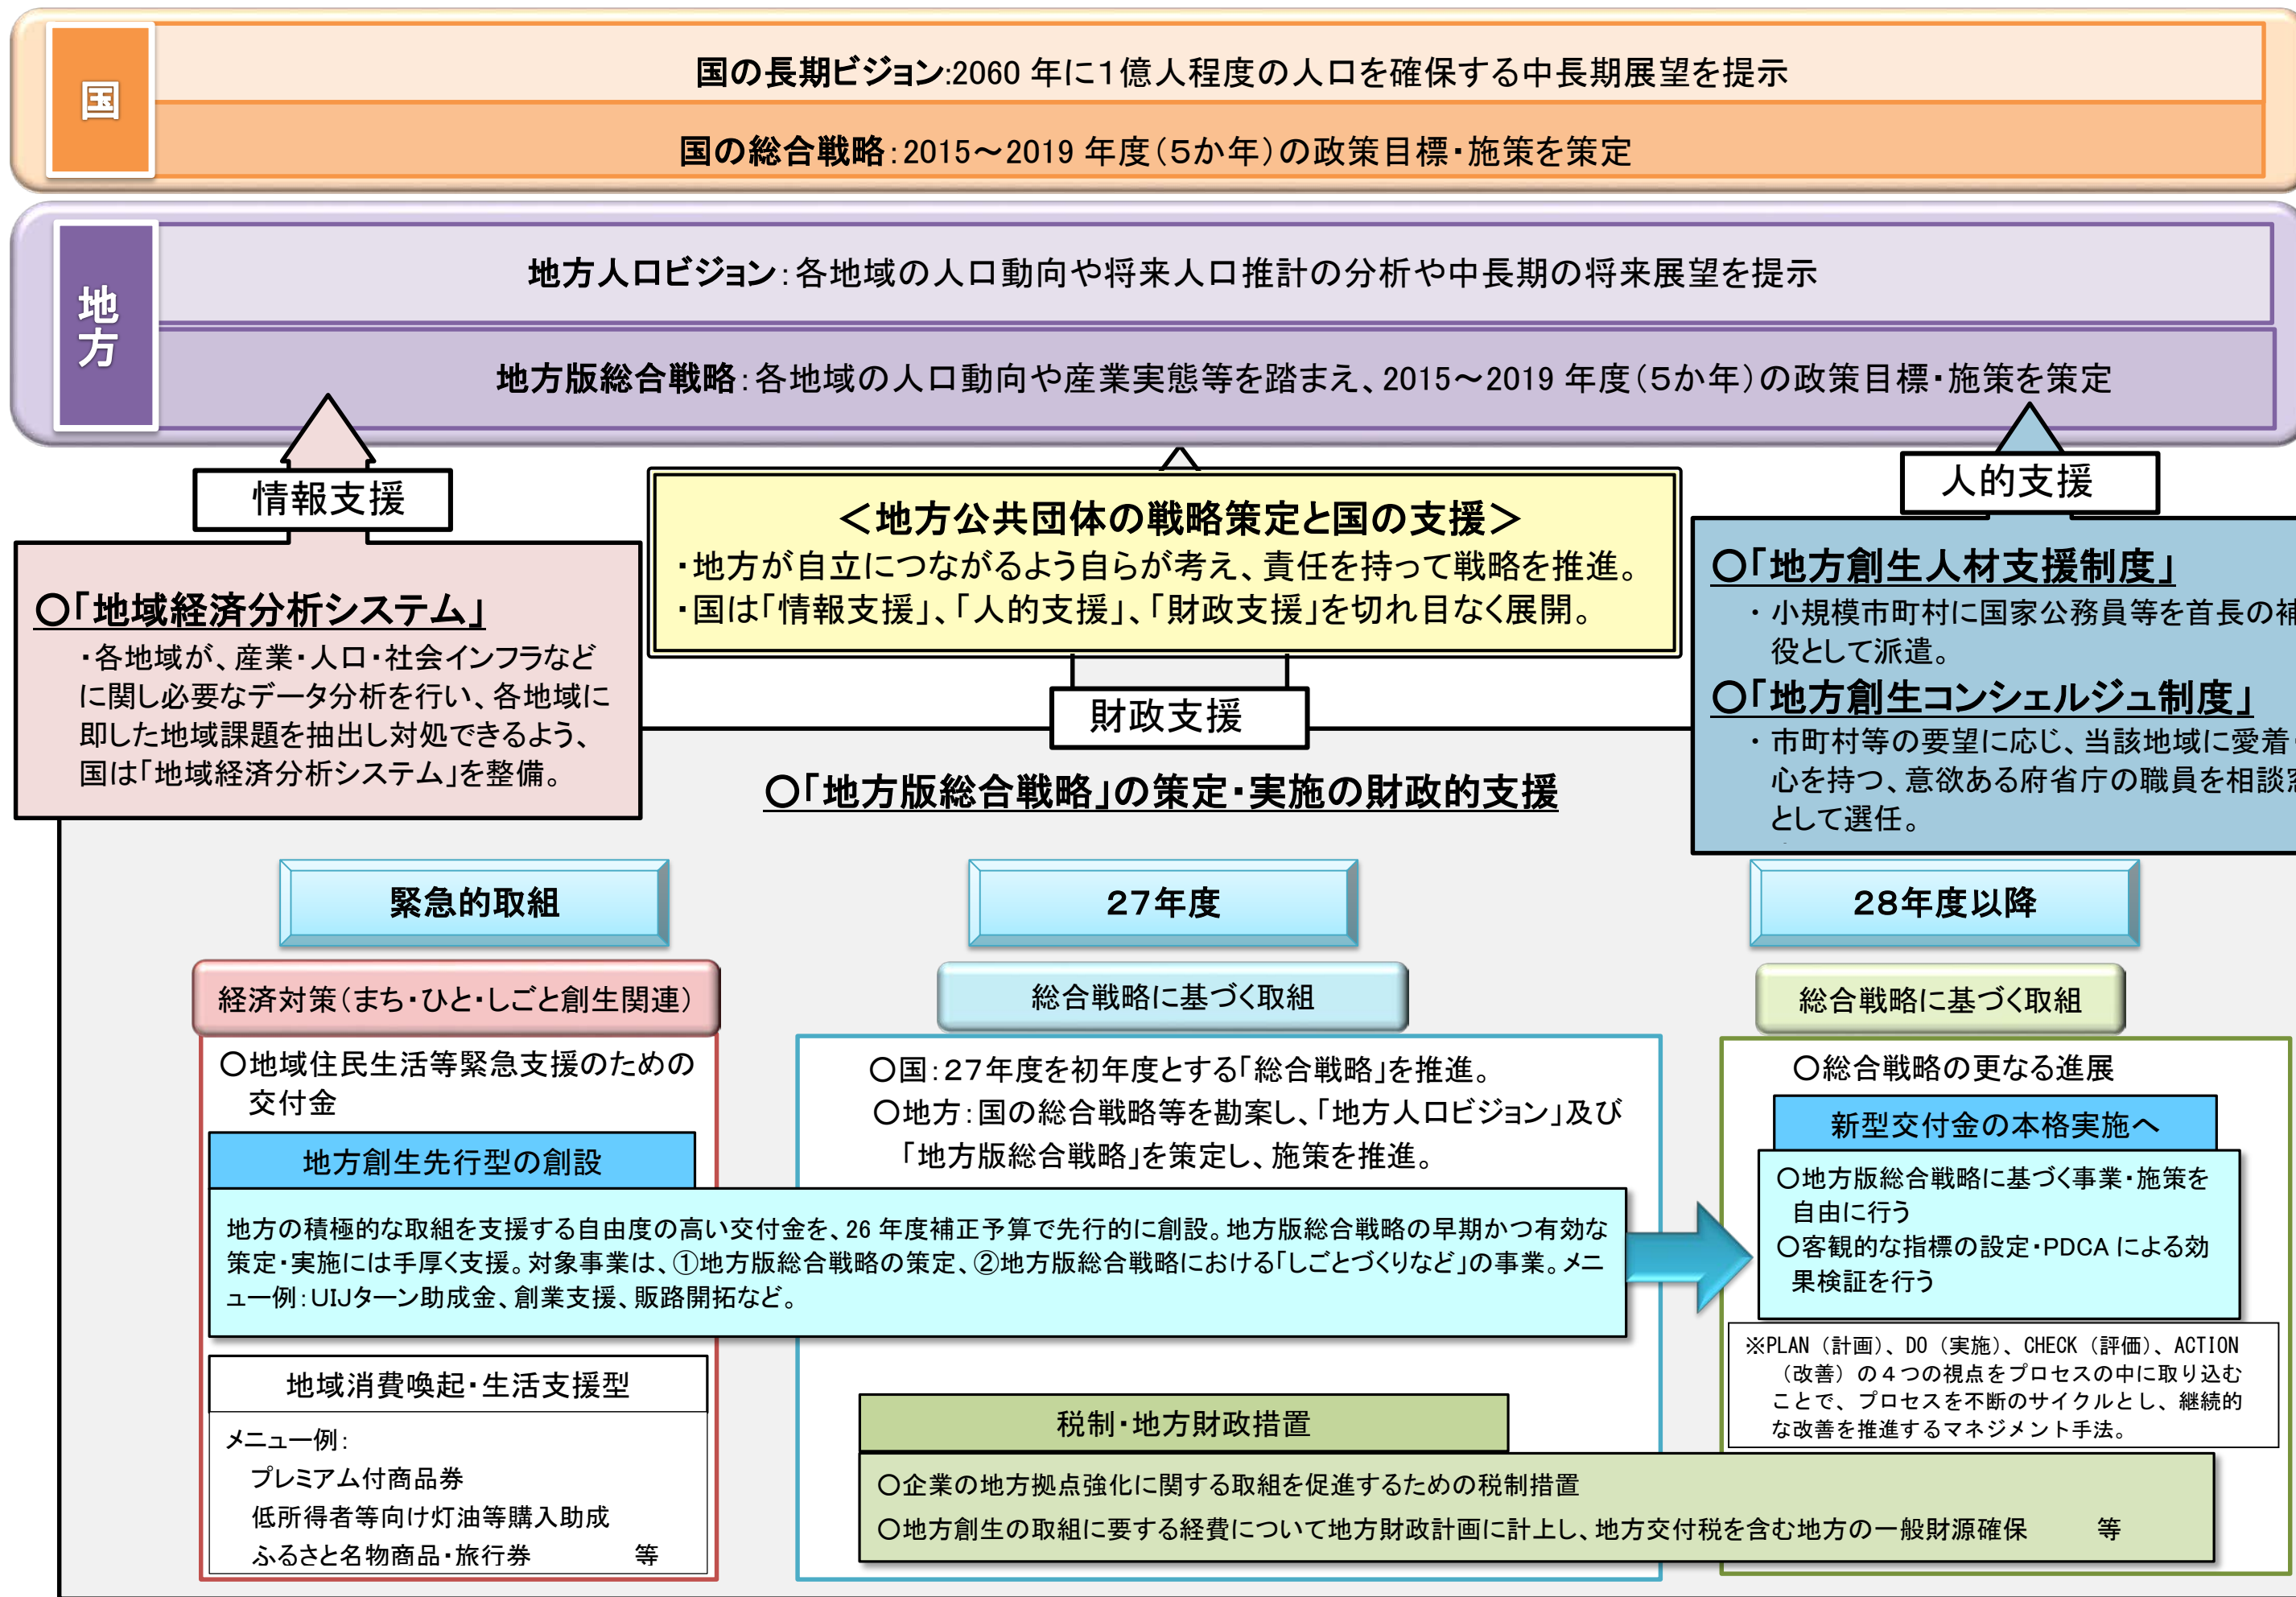 国
国の長期ビジョン:2060 年に1億人程度の人口を確保する中長期展望を提示
国の総合戦略:2015～2019 年度(5か年)の政策目標・施策を策定
地方
地方人口ビジョン:各地域の人口動向や将来人口推計の分析や中長期の将来展望を提示
地方版総合戦略:各地域の人口動向や産業実態等を踏まえ、2015～2019 年度(5か年)の政策目標・施策を策定
情報支援
○「地域経済分析システム」
・各地域が、産業・人口・社会インフラなど
に関し必要なデータ分析を行い、各地域に
即した地域課題を抽出し対処できるよう、
国は「地域経済分析システム」を整備。
＜地方公共団体の戦略策定と国の支援＞
・地方が自立につながるよう自らが考え、責任を持って戦略を推進。
・国は「情報支援」、「人的支援」、「財政支援」を切れ目なく展開。
人的支援
○「地方創生人材支援制度」
・小規模市町村に国家公務員等を首長の補
役として派遣。
○「地方創生コンシェルジュ制度」
・市町村等の要望に応じ、当該地域に愛着
心を持つ、意欲ある府省庁の職員を相談
として選任。
財政支援
○「地方版総合戦略」の策定・実施の財政的支援
緊急的取組
経済対策(まち・ひと・しごと創生関連)
○地域住民生活等緊急支援のための
交付金
地方創生先行型の創設
地方の積極的な取組を支援する自由度の高い交付金を、26 年度補正予算で先行的に創設。地方版総合戦略の早期かつ有効な
策定・実施には手厚く支援。対象事業は、①地方版総合戦略の策定、②地方版総合戦略における「しごとづくりなど」の事業。メニ
ュー例:UIJターン助成金、創業支援、販路開拓など。
地域消費喚起・生活支援型
メニュー例:
プレミアム付商品券
低所得者等向け灯油等購入助成
ふるさと名物商品・旅行券 等
27年度
総合戦略に基づく取組
○国:27年度を初年度とする「総合戦略」を推進。
○地方:国の総合戦略等を勘案し、「地方人口ビジョン」及び
「地方版総合戦略」を策定し、施策を推進。
税制・地方財政措置
○企業の地方拠点強化に関する取組を促進するための税制措置
○地方創生の取組に要する経費について地方財政計画に計上し、地方交付税を含む地方の一般財源確保 等
28年度以降
総合戦略に基づく取組
○総合戦略の更なる進展
新型交付金の本格実施へ
○地方版総合戦略に基づく事業・施策を
自由に行う
○客観的な指標の設定・PDCA による効
果検証を行う
※PLAN（計画）、DO（実施）、CHECK（評価）、ACTION
（改善）の４つの視点をプロセスの中に取り込む
ことで、プロセスを不断のサイクルとし、継続的
な改善を推進するマネジメント手法。